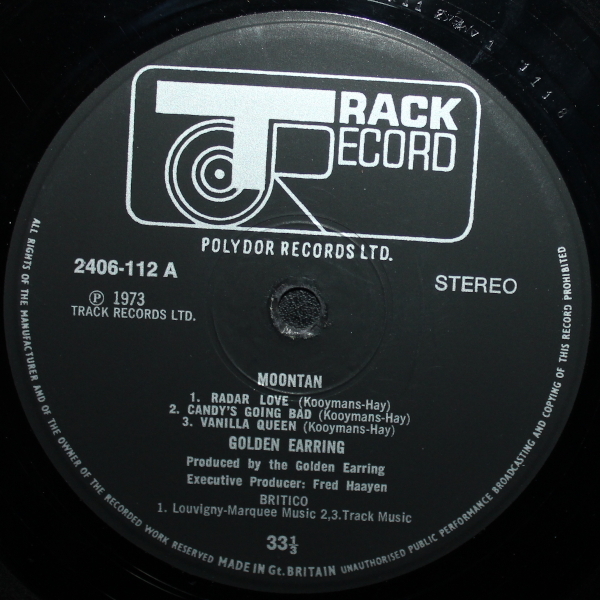 TRACK
RECORD
POLYDOR RECORDS LTD.
2406-112 A
STEREO
Ⓟ 1973
TRACK RECORDS LTD.
MOONTAN
1. RADAR LOVE (Kooymans-Hay)
2. CANDY'S GOING BAD (Kooymans-Hay)
3. VANILLA QUEEN (Kooymans-Hay)
GOLDEN EARRING
Produced by the Golden Earring
Executive Producer: Fred Haayen
BRITICO
1. Louvigny-Marquee Music 2,3.Track Music
33⅓
ALL RIGHTS OF THE MANUFACTURER AND OF THE OWNER OF THE RECORDED WORK RESERVED MADE IN Gt. BRITAIN UNAUTHORISED PUBLIC PERFORMANCE BROADCASTING AND COPYING OF THIS RECORD PROHIBITED